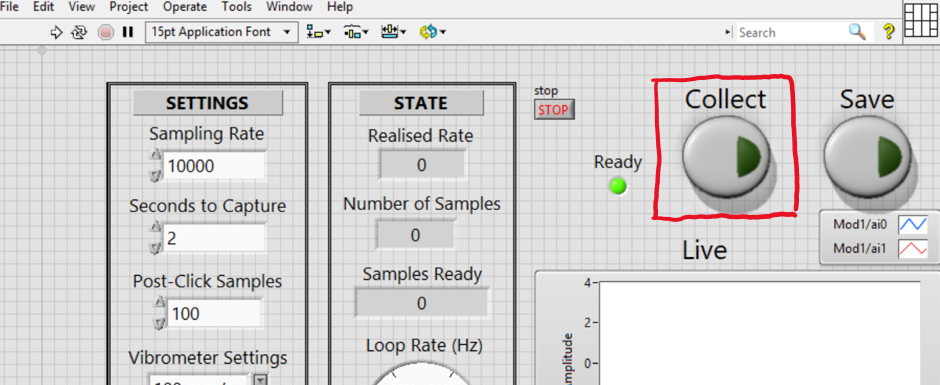 File Edit View Project Operate Tools Window Help
15pt Application Font
Search
?
SETTINGS
Sampling Rate
10000
Seconds to Capture
2
Post-Click Samples
100
Vibrometer Settings
STATE
Realised Rate
0
Number of Samples
0
Samples Ready
0
Loop Rate (Hz)
stop
STOP
Ready
Collect
Save
Mod1/ai0
Mod1/ai1
Live
4
2
0
Amplitude